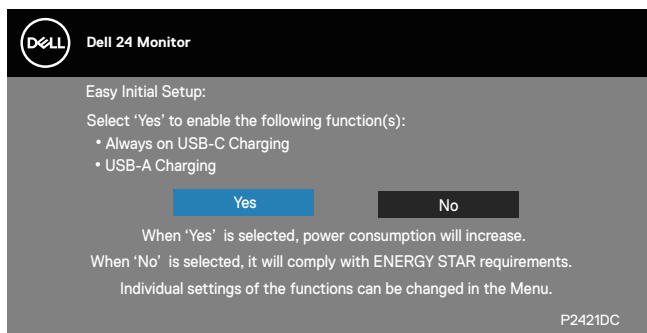 DELL
Dell 24 Monitor
Easy Initial Setup:
Select ‘Yes’ to enable the following function(s):
• Always on USB-C Charging
• USB-A Charging
Yes No
When ‘Yes’ is selected, power consumption will increase.
When ‘No’ is selected, it will comply with ENERGY STAR requirements.
Individual settings of the functions can be changed in the Menu.
P2421DC